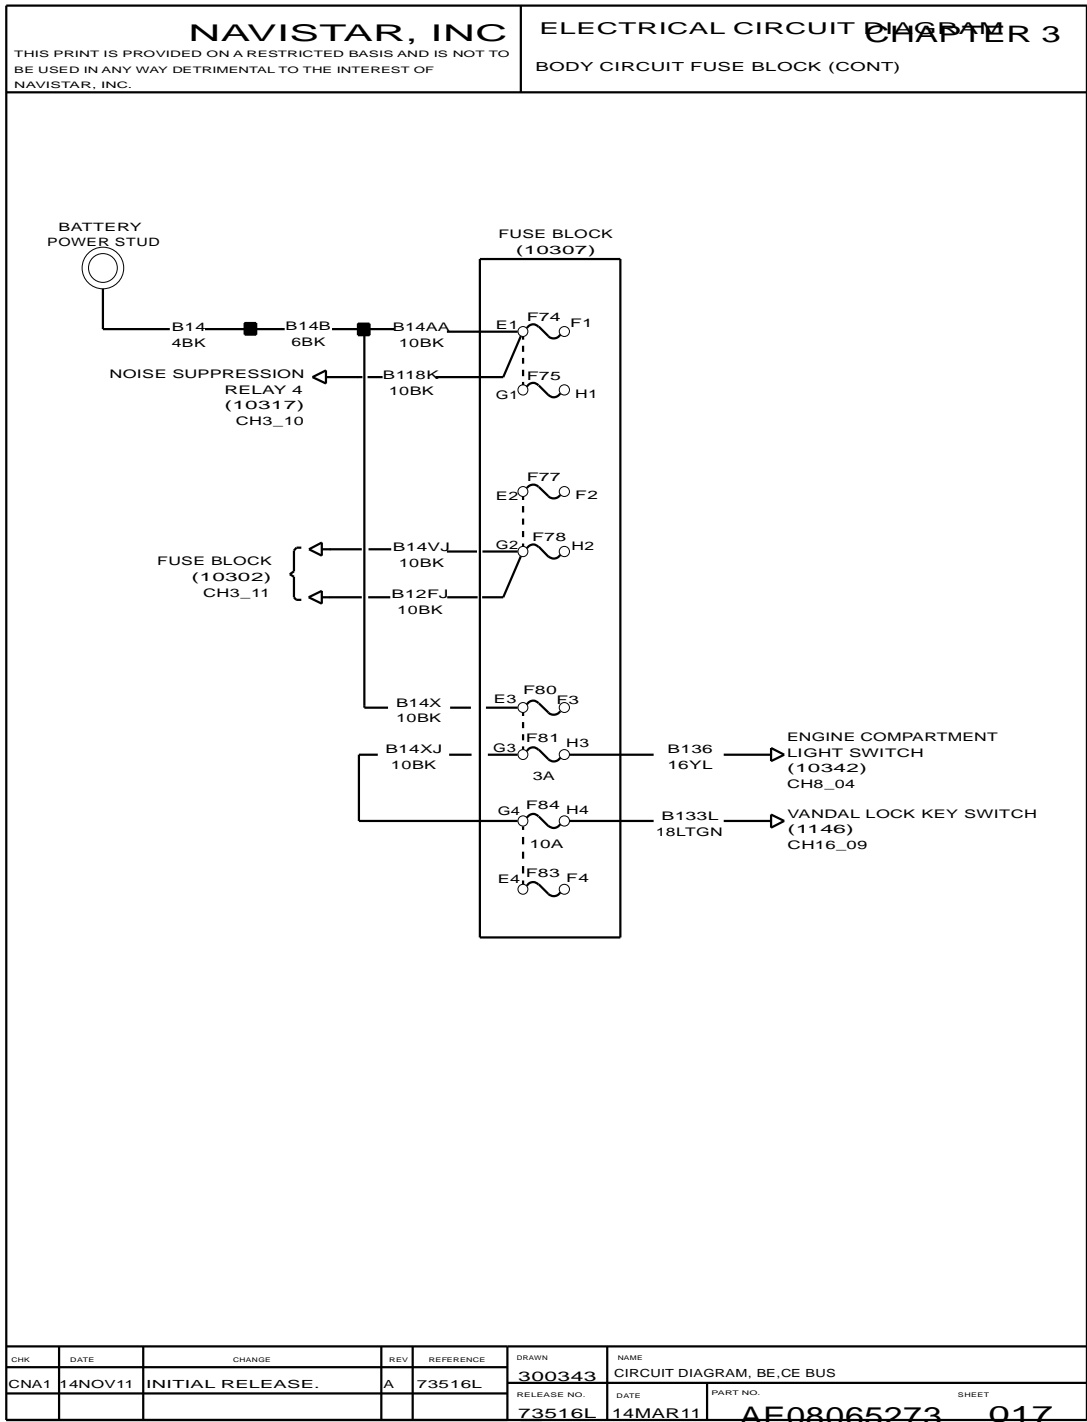 NAVISTAR, INC
THIS PRINT IS PROVIDED ON A RESTRICTED BASIS AND IS NOT TO
BE USED IN ANY WAY DETRIMENTAL TO THE INTEREST OF
NAVISTAR, INC.
ELECTRICAL CIRCUIT DIAGRAM
CHAPTER 3
BODY CIRCUIT FUSE BLOCK (CONT)
BATTERY
POWER STUD
FUSE BLOCK
(10307)
B14
4BK
B14B
6BK
B14AA
10BK
E1
F74
F1
NOISE SUPPRESSION
RELAY 4
(10317)
CH3_10
B118K
10BK
G1
F75
H1
E2
F77
F2
FUSE BLOCK
(10302)
CH3_11
B14VJ
10BK
G2
F78
H2
B12FJ
10BK
B14X
10BK
E3
F80
F3
B14XJ
10BK
G3
F81
H3
3A
B136
16YL
ENGINE COMPARTMENT
LIGHT SWITCH
(10342)
CH8_04
G4
F84
H4
10A
B133L
18LTGN
VANDAL LOCK KEY SWITCH
(1146)
CH16_09
E4
F83
F4
CHK DATE CHANGE REV REFERENCE
CNA1 14NOV11 INITIAL RELEASE. A 73516L
DRAWN
300343
NAME
CIRCUIT DIAGRAM, BE,CE BUS
RELEASE NO.
73516L
DATE
14MAR11
PART NO.
AE08065273
SHEET
017